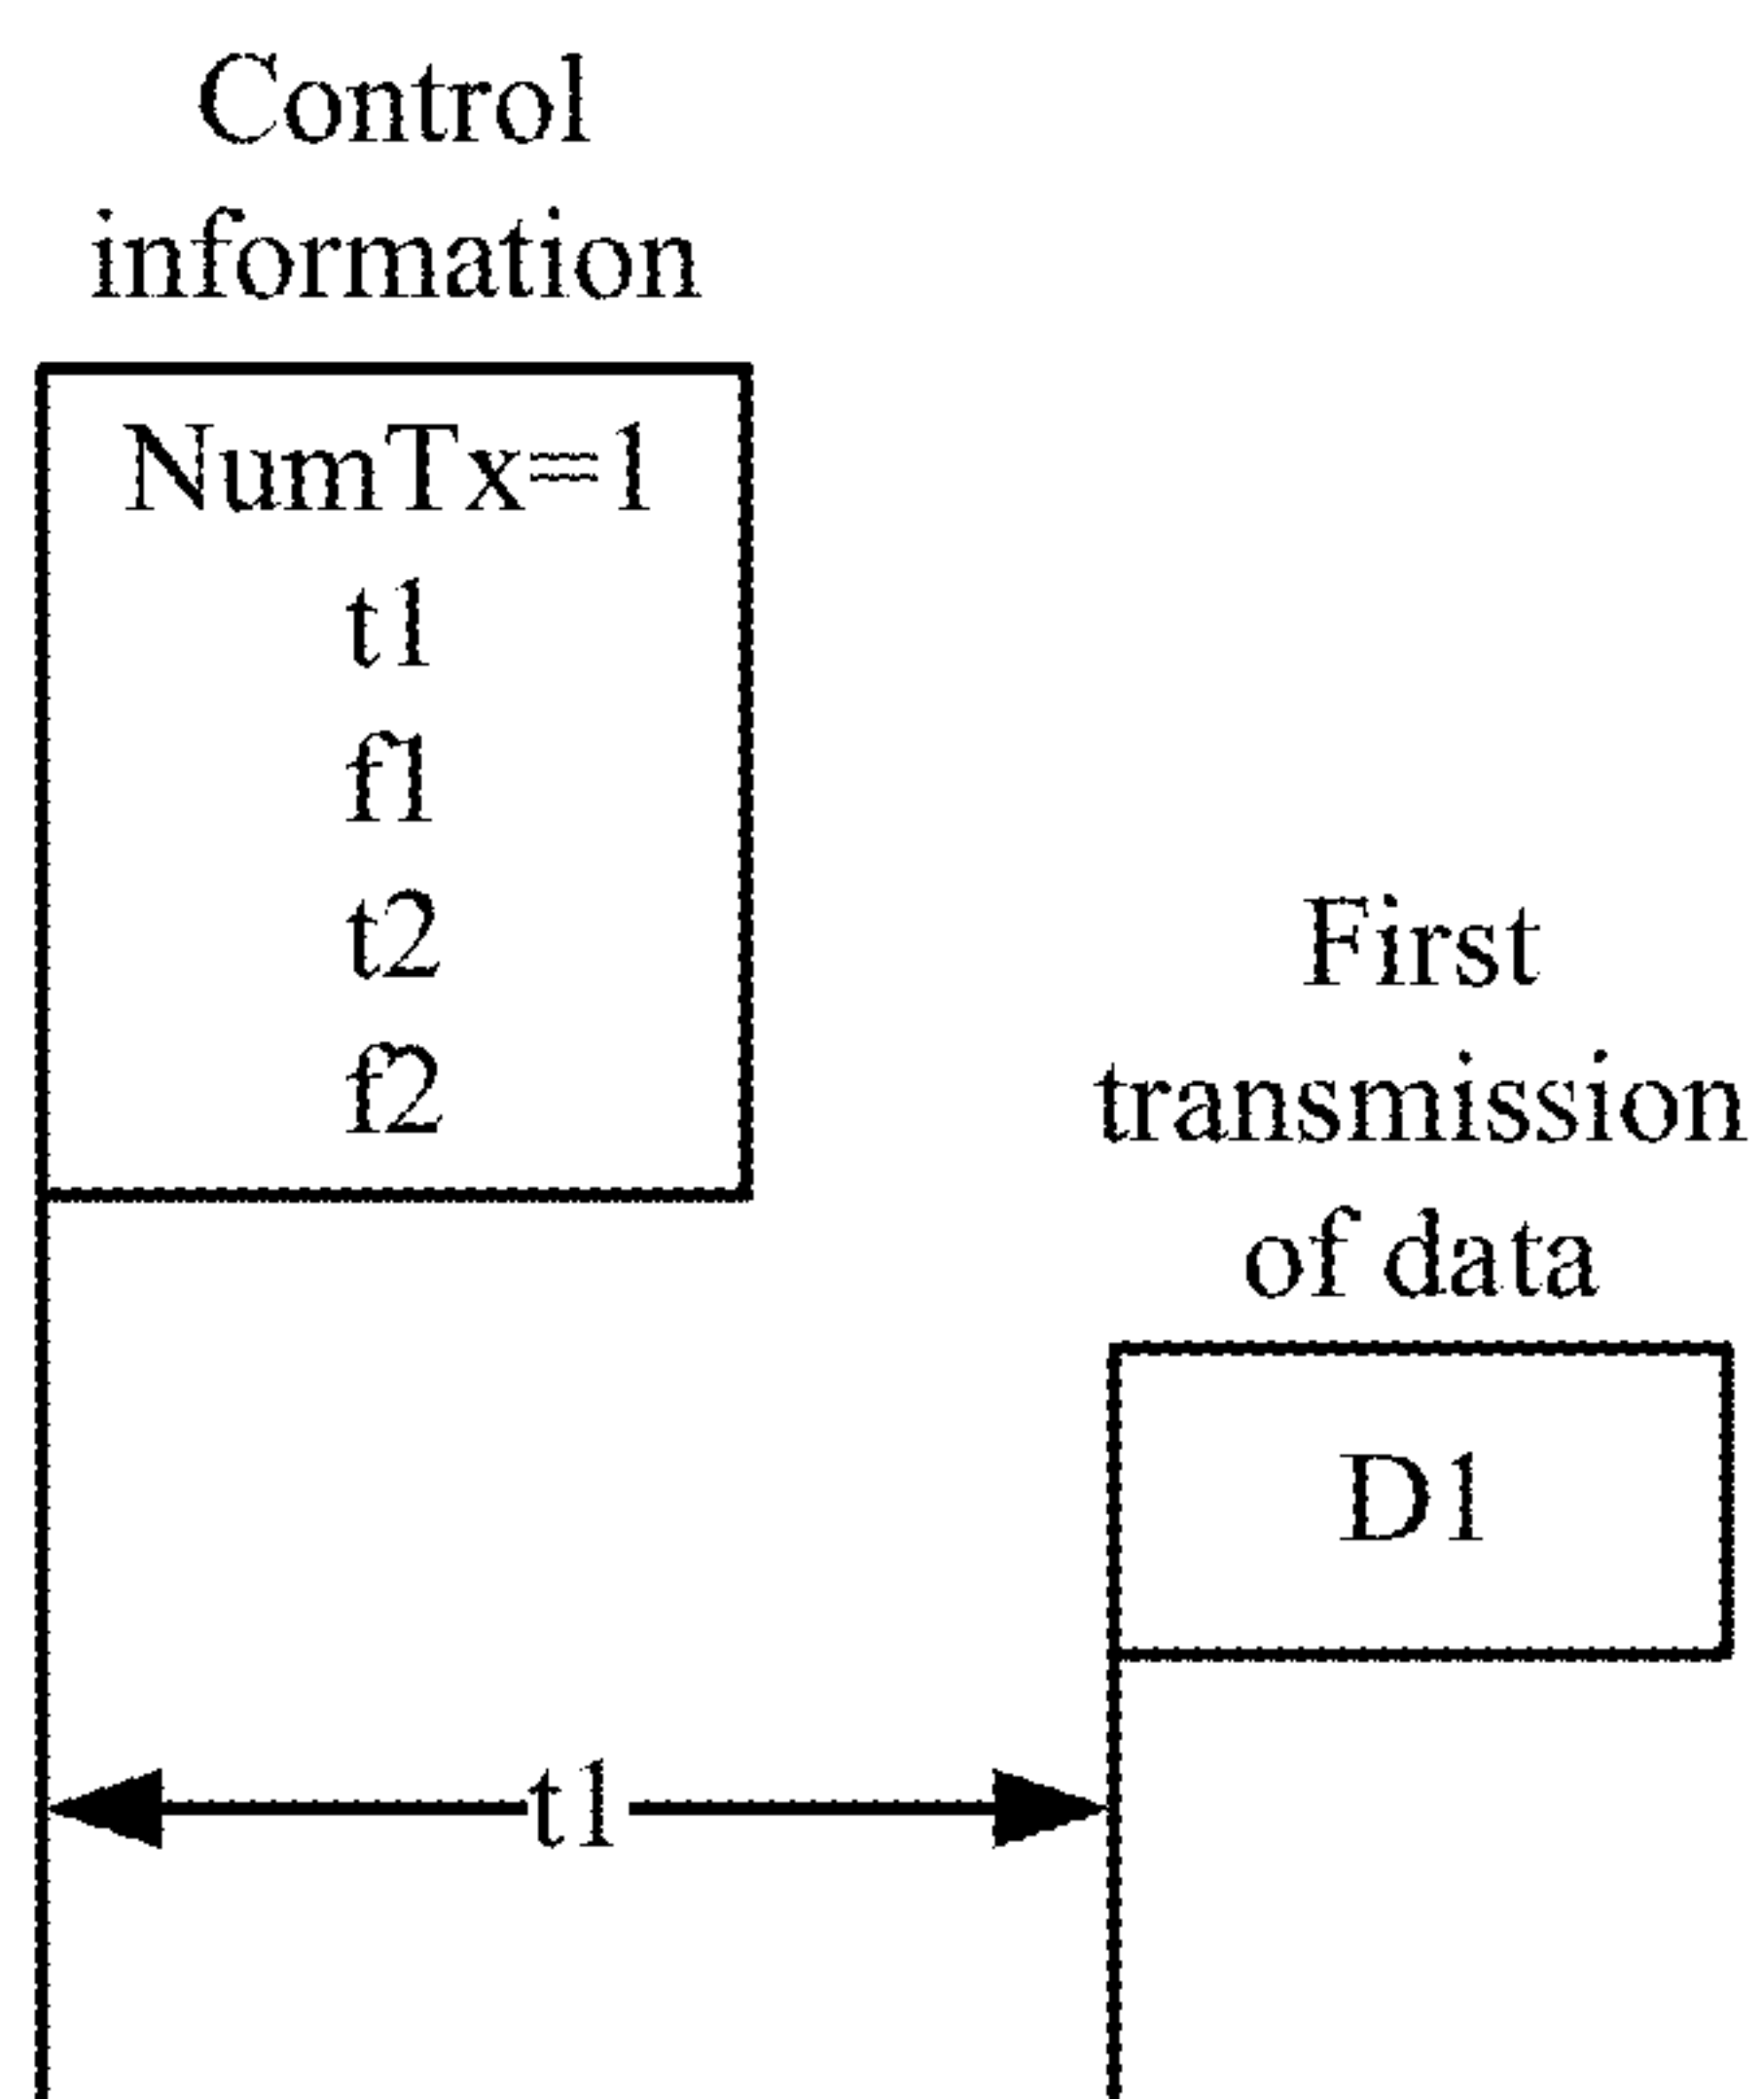 Control
information
NumTx=1
t1
f1
t2
f2
First
transmission
of data
D1
t1